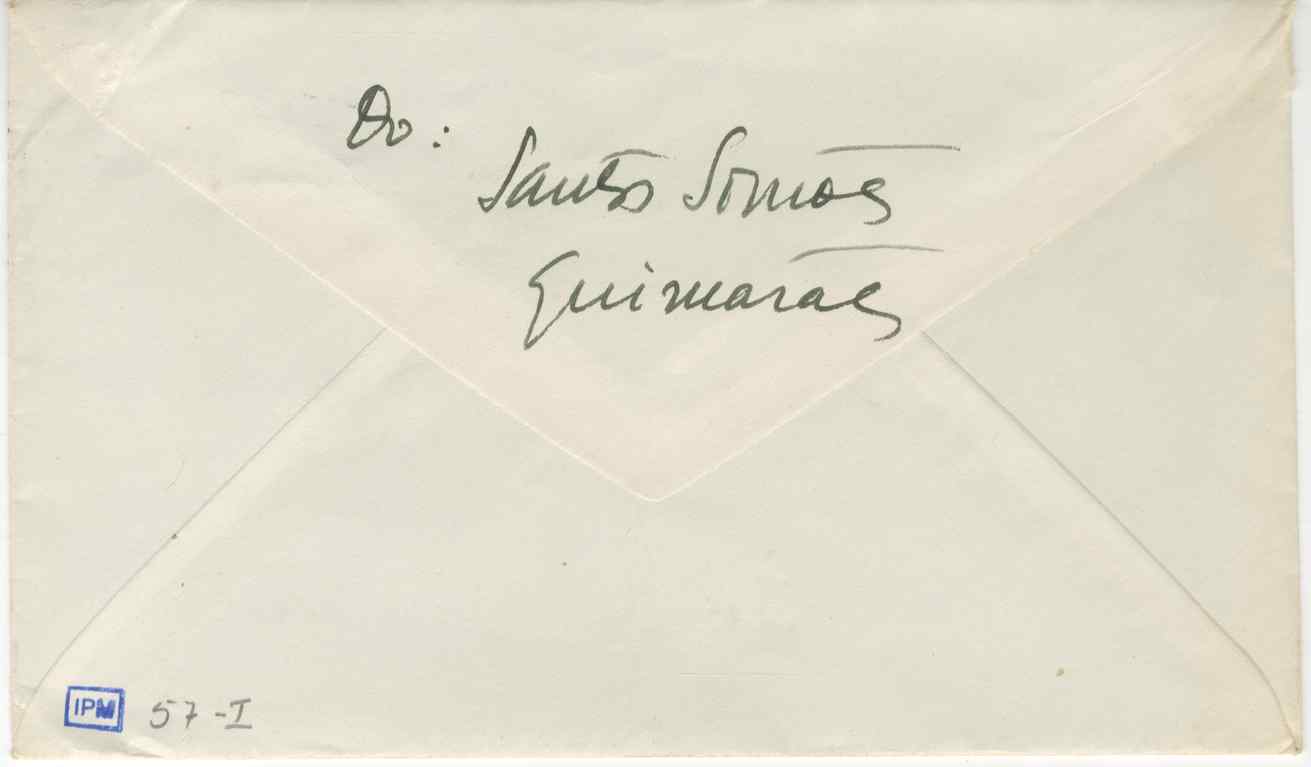 Do:
Santos Simões
Guimarães
IPM 57-I